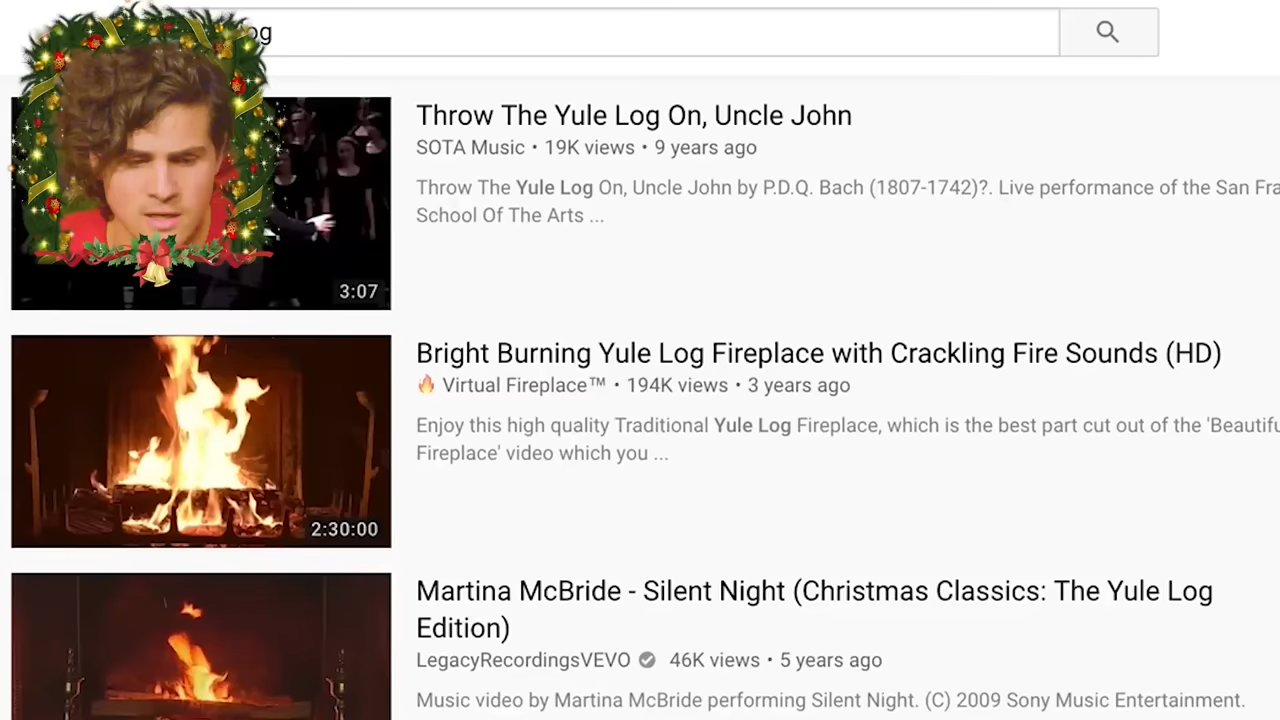 og
Throw The Yule Log On, Uncle John
SOTA Music • 19K views • 9 years ago
Throw The Yule Log On, Uncle John by P.D.Q. Bach (1807-1742)?. Live performance of the San Fra
School Of The Arts ...
3:07
Bright Burning Yule Log Fireplace with Crackling Fire Sounds (HD)
🔥 Virtual Fireplace™ • 194K views • 3 years ago
Enjoy this high quality Traditional Yule Log Fireplace, which is the best part cut out of the 'Beautifu
Fireplace' video which you ...
2:30:00
Martina McBride - Silent Night (Christmas Classics: The Yule Log
Edition)
LegacyRecordingsVEVO 46K views • 5 years ago
Music video by Martina McBride performing Silent Night. (C) 2009 Sony Music Entertainment.